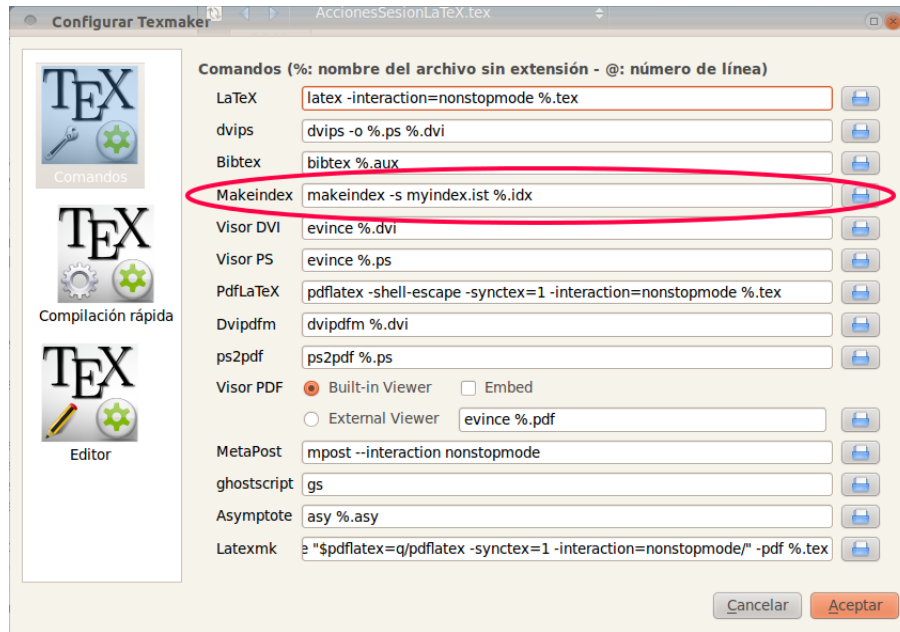 AccionesSesionLaTeX.tex
Configurar Texmaker
Comandos (%: nombre del archivo sin extensión - @: número de línea)
TEX
Comandos
TEX
Compilación rápida
TEX
Editor
LaTeX latex -interaction=nonstopmode %.tex
dvips dvips -o %.ps %.dvi
Bibtex bibtex %.aux
Makeindex makeindex -s myindex.ist %.idx
Visor DVI evince %.dvi
Visor PS evince %.ps
PdfLaTeX pdflatex -shell-escape -synctex=1 -interaction=nonstopmode %.tex
Dvipdfm dvipdfm %.dvi
ps2pdf ps2pdf %.ps
Visor PDF Built-in Viewer Embed
External Viewer evince %.pdf
MetaPost mpost --interaction nonstopmode
ghostscript gs
Asymptote asy %.asy
Latexmk e "$pdflatex=q/pdflatex -synctex=1 -interaction=nonstopmode/" -pdf %.tex
Cancelar Aceptar